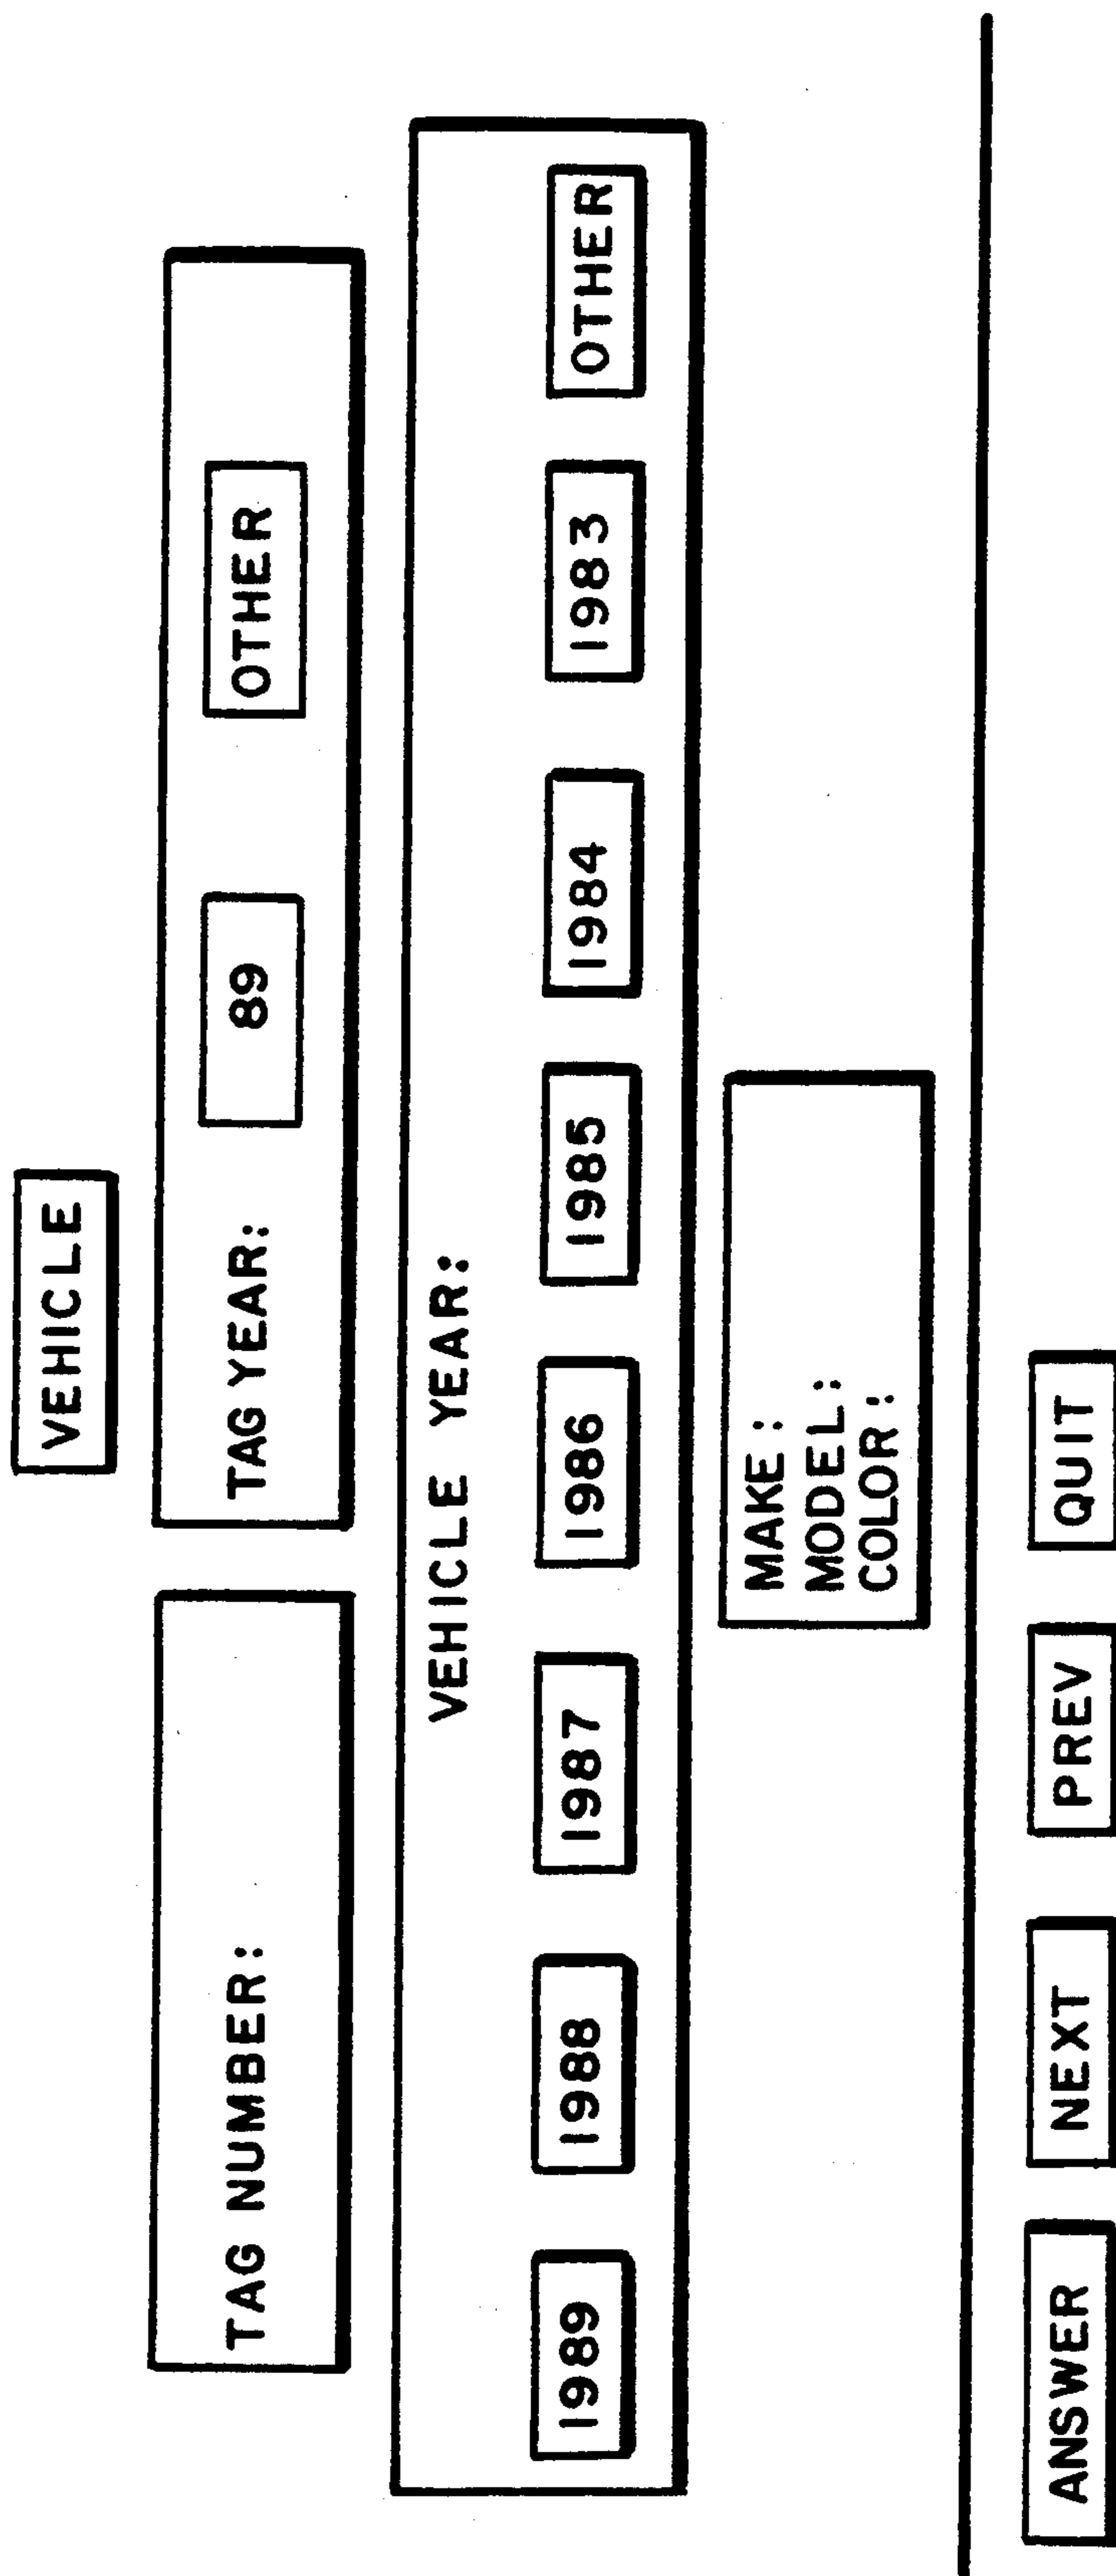 VEHICLE
TAG NUMBER: TAG YEAR: 89 OTHER
VEHICLE YEAR:
1989 1988 1987 1986 1985 1984 1983 OTHER
MAKE:
MODEL:
COLOR:
ANSWER NEXT PREV QUIT